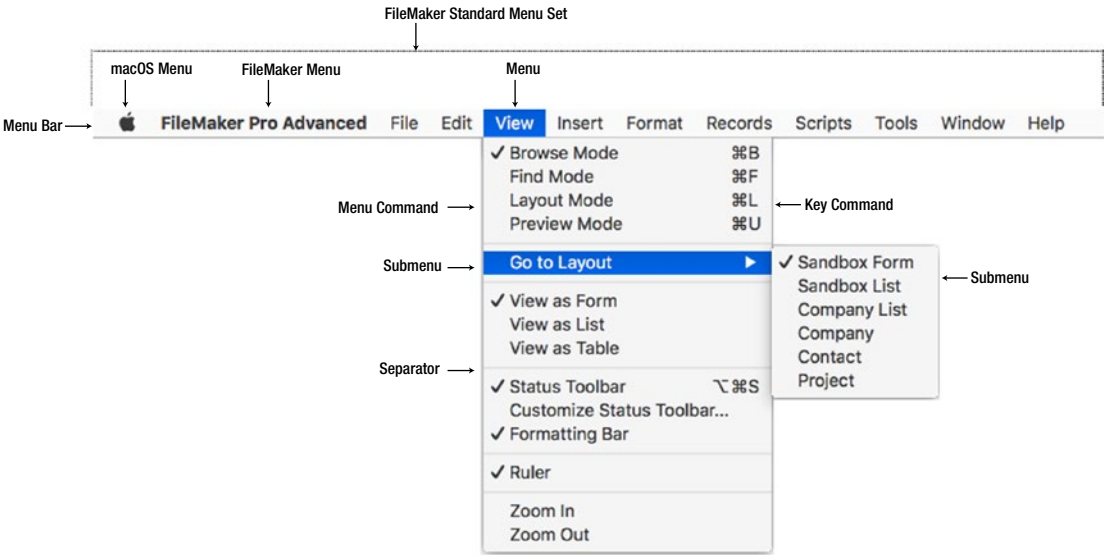 FileMaker Standard Menu Set
macOS Menu FileMaker Menu Menu
Menu Bar FileMaker Pro Advanced File Edit View Insert Format Records Scripts Tools Window Help
✓ Browse Mode ⌘B
Find Mode ⌘F
Menu Command Layout Mode ⌘L Key Command
Preview Mode ⌘U
Submenu Go to Layout ▶ ✓ Sandbox Form
Sandbox List Submenu
Company List
Company
Contact
Project
✓ View as Form
View as List
View as Table
Separator
✓ Status Toolbar ⌥⌘S
Customize Status Toolbar...
✓ Formatting Bar
✓ Ruler
Zoom In
Zoom Out